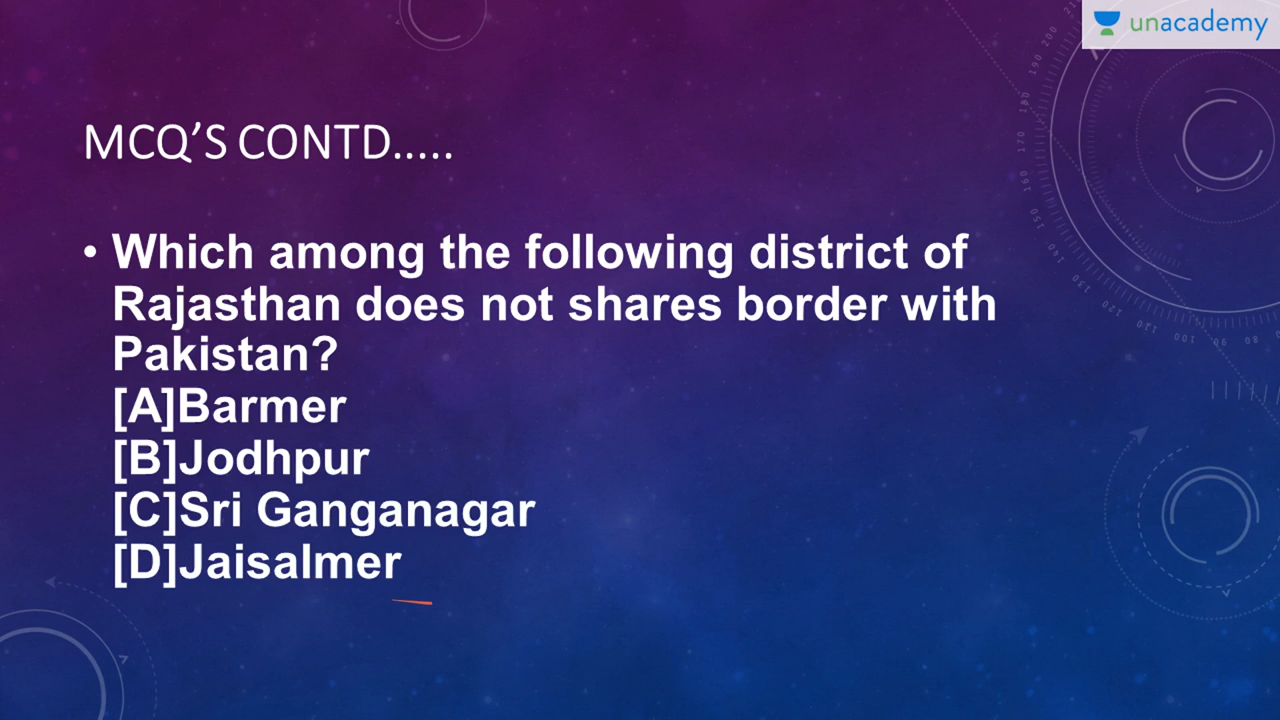 unacademy
MCQ’S CONTD.....
• Which among the following district of
Rajasthan does not shares border with
Pakistan?
[A]Barmer
[B]Jodhpur
[C]Sri Ganganagar
[D]Jaisalmer